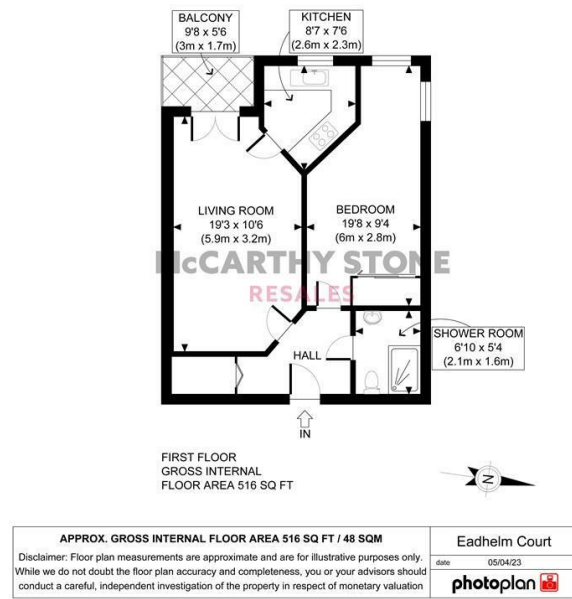 BALCONY
9'8 x 5'6
(3m x 1.7m)
KITCHEN
8'7 x 7'6
(2.6m x 2.3m)
LIVING ROOM
19'3 x 10'6
(5.9m x 3.2m)
BEDROOM
19'8 x 9'4
(6m x 2.8m)
McCARTHY STONE
RESALES
SHOWER ROOM
6'10 x 5'4
(2.1m x 1.6m)
HALL
IN
FIRST FLOOR
GROSS INTERNAL
FLOOR AREA 516 SQ FT
N
APPROX. GROSS INTERNAL FLOOR AREA 516 SQ FT / 48 SQM
Disclaimer: Floor plan measurements are approximate and are for illustrative purposes only.
While we do not doubt the floor plan accuracy and completeness, you or your advisors should
conduct a careful, independent investigation of the property in respect of monetary valuation
Eadhelm Court
date 05/04/23
photoplan